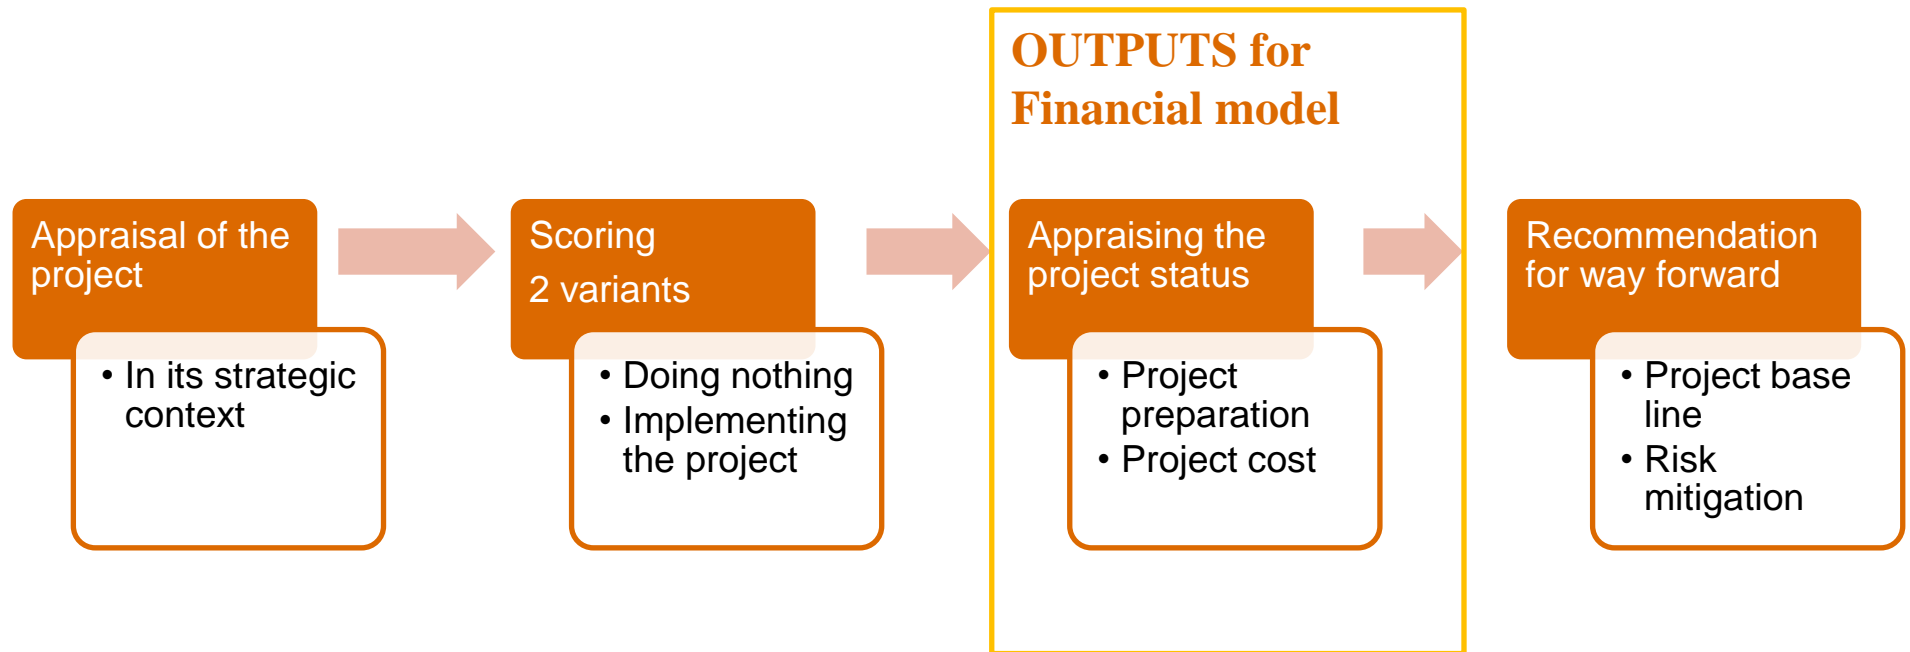 OUTPUTS for
Financial model
Appraisal of the
project
• In its strategic
context
Scoring
2 variants
• Doing nothing
• Implementing
the project
Appraising the
project status
• Project
preparation
• Project cost
Recommendation
for way forward
• Project base
line
• Risk
mitigation